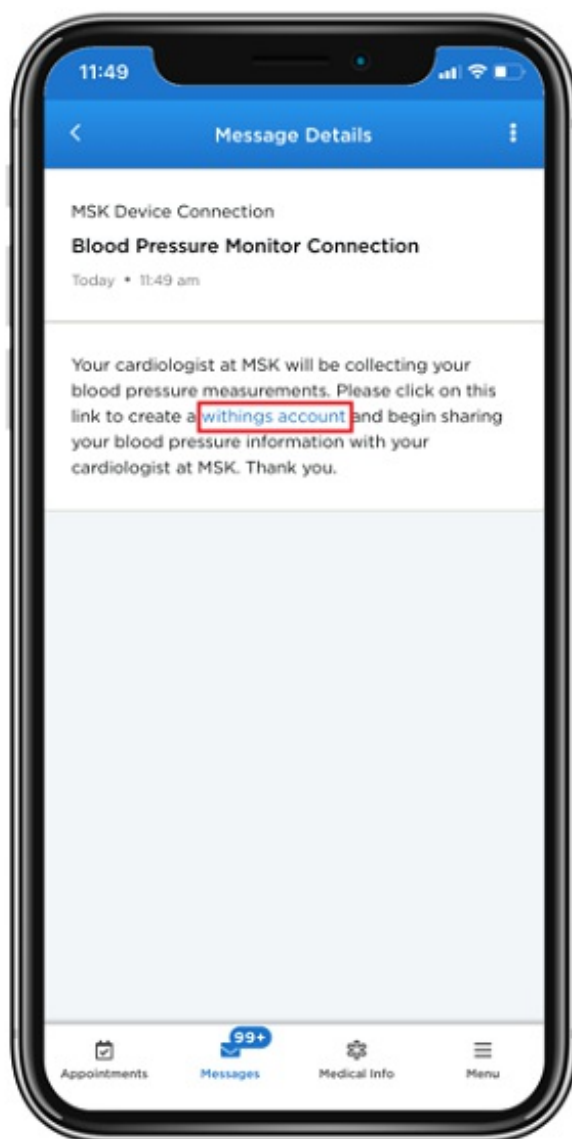 11:49
Message Details
MSK Device Connection
Blood Pressure Monitor Connection
Today • 11:49 am
Your cardiologist at MSK will be collecting your
blood pressure measurements. Please click on this
link to create a withings account and begin sharing
your blood pressure information with your
cardiologist at MSK. Thank you.
99+
Appointments Messages Medical Info Menu